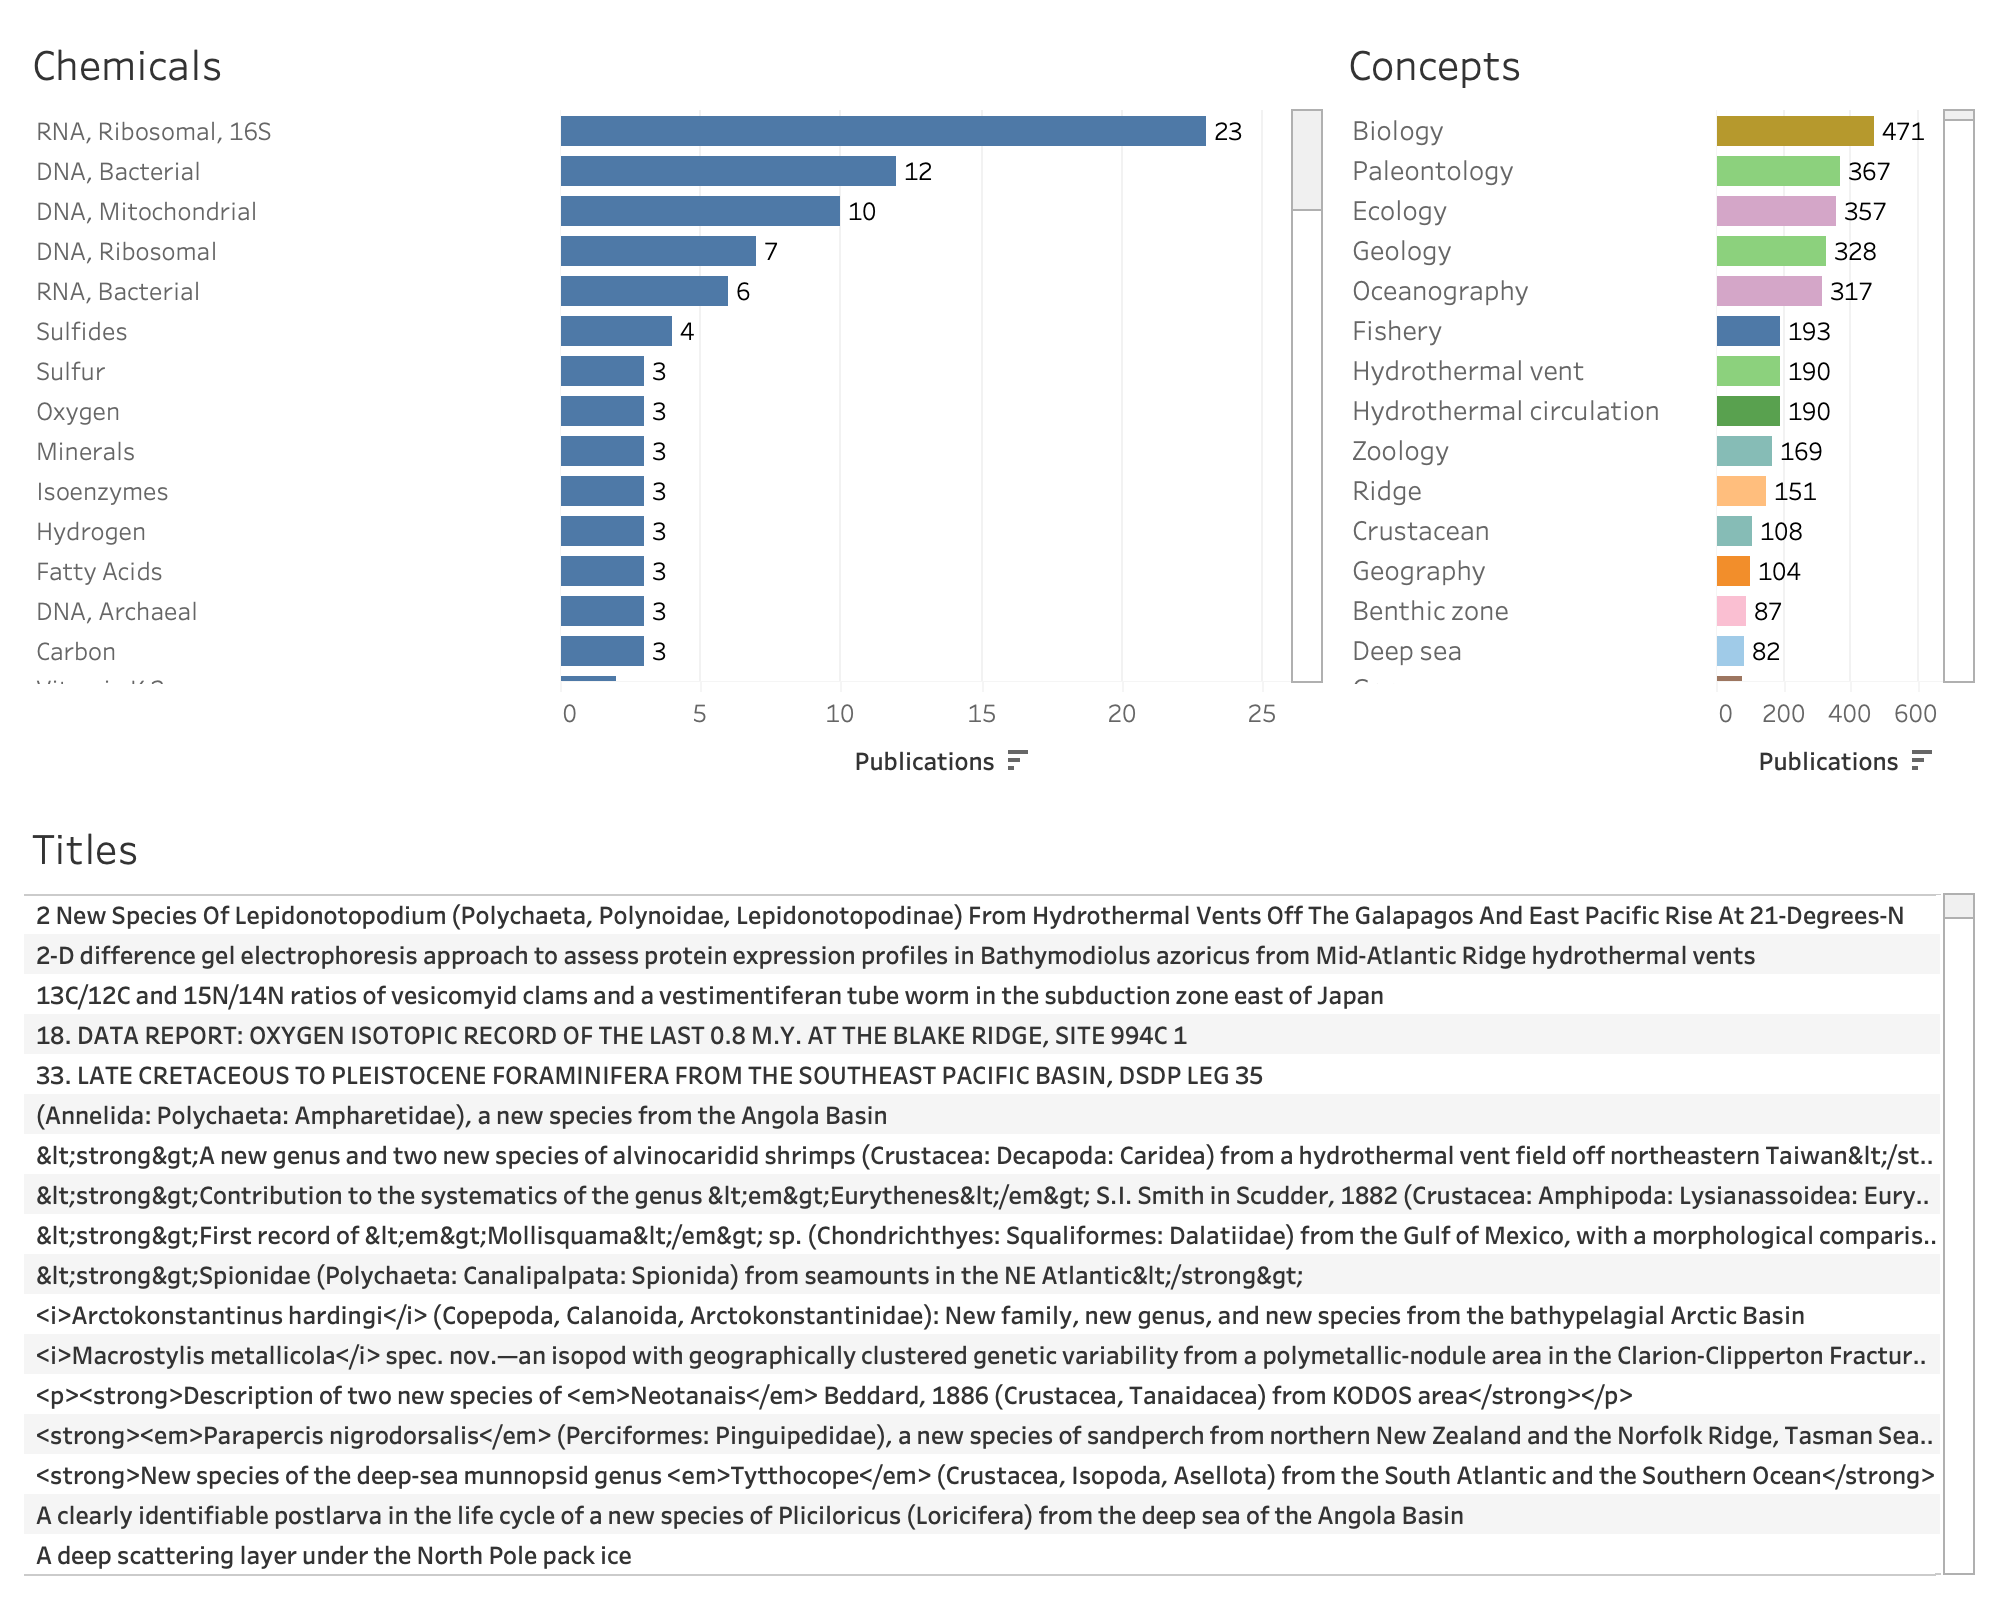 Chemicals
RNA, Ribosomal, 16S 23
DNA, Bacterial 12
DNA, Mitochondrial 10
DNA, Ribosomal 7
RNA, Bacterial 6
Sulfides 4
Sulfur 3
Oxygen 3
Minerals 3
Isoenzymes 3
Hydrogen 3
Fatty Acids 3
DNA, Archaeal 3
Carbon 3
0 5 10 15 20 25
Publications
Concepts
Biology 471
Paleontology 367
Ecology 357
Geology 328
Oceanography 317
Fishery 193
Hydrothermal vent 190
Hydrothermal circulation 190
Zoology 169
Ridge 151
Crustacean 108
Geography 104
Benthic zone 87
Deep sea 82
0 200 400 600
Publications
Titles
2 New Species Of Lepidonotopodium (Polychaeta, Polynoidae, Lepidonotopodinae) From Hydrothermal Vents Off The Galapagos And East Pacific Rise At 21-Degrees-N
2-D difference gel electrophoresis approach to assess protein expression profiles in Bathymodiolus azoricus from Mid-Atlantic Ridge hydrothermal vents
13C/12C and 15N/14N ratios of vesicomyid clams and a vestimentiferan tube worm in the subduction zone east of Japan
18. DATA REPORT: OXYGEN ISOTOPIC RECORD OF THE LAST 0.8 M.Y. AT THE BLAKE RIDGE, SITE 994C 1
33. LATE CRETACEOUS TO PLEISTOCENE FORAMINIFERA FROM THE SOUTHEAST PACIFIC BASIN, DSDP LEG 35
(Annelida: Polychaeta: Ampharetidae), a new species from the Angola Basin
&lt;strong&gt;A new genus and two new species of alvinocaridid shrimps (Crustacea: Decapoda: Caridea) from a hydrothermal vent field off northeastern Taiwan&lt;/st..
&lt;strong&gt;Contribution to the systematics of the genus &lt;em&gt;Eurythenes&lt;/em&gt; S.I. Smith in Scudder, 1882 (Crustacea: Amphipoda: Lysianassoidea: Eury..
&lt;strong&gt;First record of &lt;em&gt;Mollisquama&lt;/em&gt; sp. (Chondrichthyes: Squaliformes: Dalatiidae) from the Gulf of Mexico, with a morphological comparis..
&lt;strong&gt;Spionidae (Polychaeta: Canalipalpata: Spionida) from seamounts in the NE Atlantic&lt;/strong&gt;
<i>Arctokonstantinus hardingi</i> (Copepoda, Calanoida, Arctokonstantinidae): New family, new genus, and new species from the bathypelagial Arctic Basin
<i>Macrostylis metallicola</i> spec. nov.—an isopod with geographically clustered genetic variability from a polymetallic-nodule area in the Clarion-Clipperton Fractur..
<p><strong>Description of two new species of <em>Neotanais</em> Beddard, 1886 (Crustacea, Tanaidacea) from KODOS area</strong></p>
<strong><em>Parapercis nigrodorsalis</em> (Perciformes: Pinguipedidae), a new species of sandperch from northern New Zealand and the Norfolk Ridge, Tasman Sea..
<strong>New species of the deep-sea munnopsid genus <em>Tytthocope</em> (Crustacea, Isopoda, Asellota) from the South Atlantic and the Southern Ocean</strong>
A clearly identifiable postlarva in the life cycle of a new species of Pliciloricus (Loricifera) from the deep sea of the Angola Basin
A deep scattering layer under the North Pole pack ice